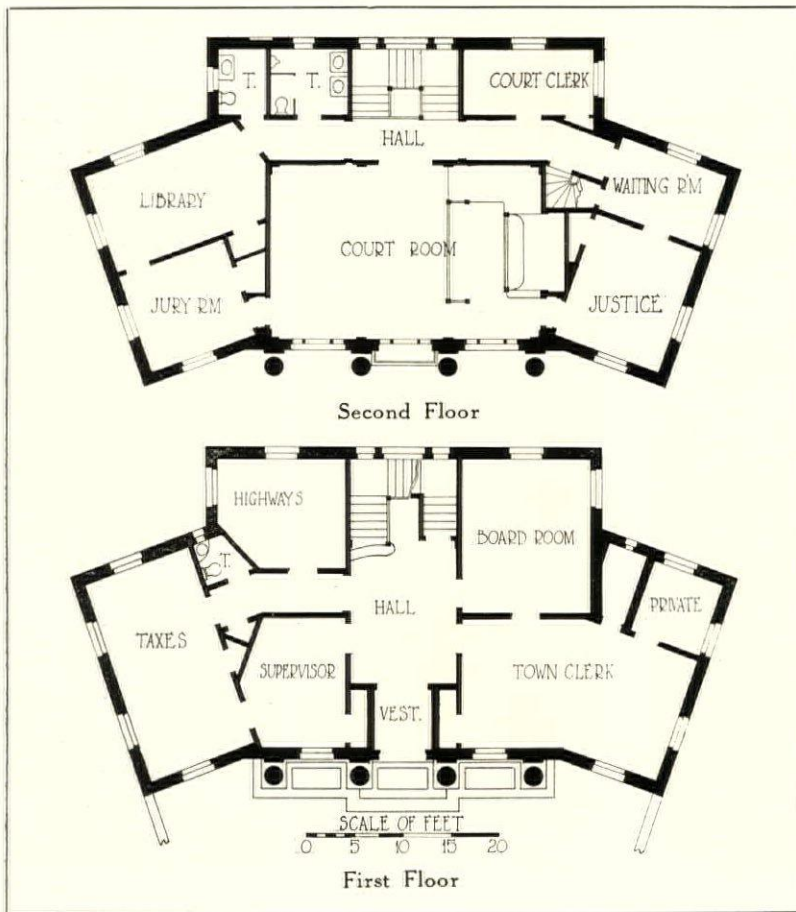 T.
T.
COURT CLERK
HALL
LIBRARY
WAITING R'M
COURT ROOM
JURY R'M
JUSTICE
Second Floor
HIGHWAYS
BOARD ROOM
T.
HALL
PRIVATE
TAXES
SUPERVISOR
TOWN CLERK
VEST.
SCALE OF FEET
0 5 10 15 20
First Floor